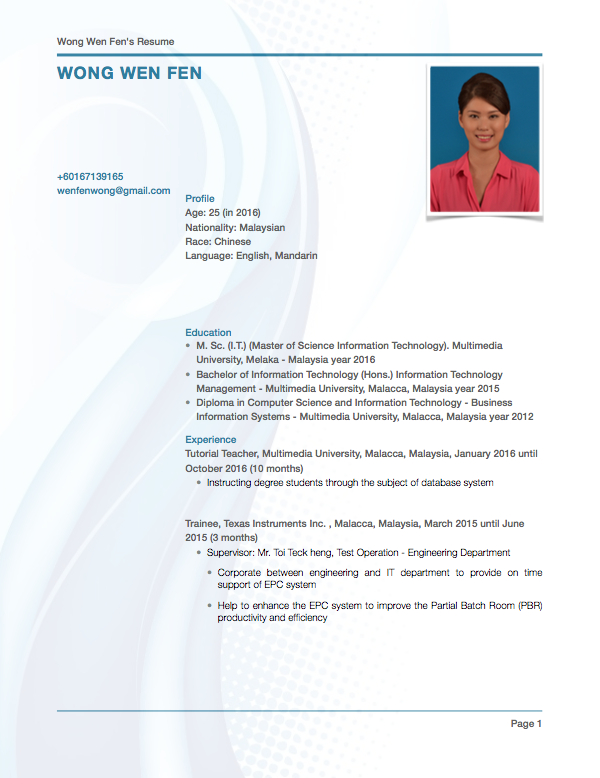 Wong Wen Fen's Resume
WONG WEN FEN
+60167139165
wenfenwong@gmail.com
Profile
Age: 25 (in 2016)
Nationality: Malaysian
Race: Chinese
Language: English, Mandarin
Education
• M. Sc. (I.T.) (Master of Science Information Technology). Multimedia
University, Melaka - Malaysia year 2016
• Bachelor of Information Technology (Hons.) Information Technology
Management - Multimedia University, Malacca, Malaysia year 2015
• Diploma in Computer Science and Information Technology - Business
Information Systems - Multimedia University, Malacca, Malaysia year 2012
Experience
Tutorial Teacher, Multimedia University, Malacca, Malaysia, January 2016 until
October 2016 (10 months)
• Instructing degree students through the subject of database system
Trainee, Texas Instruments Inc. , Malacca, Malaysia, March 2015 until June
2015 (3 months)
• Supervisor: Mr. Toi Teck heng, Test Operation - Engineering Department
• Corporate between engineering and IT department to provide on time
support of EPC system
• Help to enhance the EPC system to improve the Partial Batch Room (PBR)
productivity and efficiency
Page 1